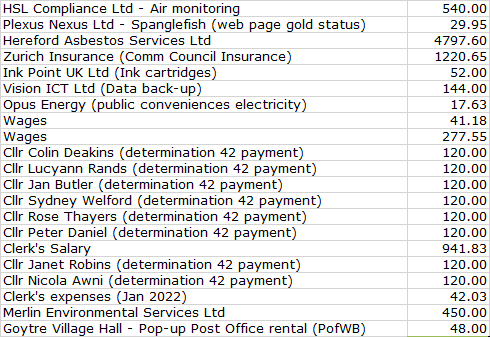 HSL Compliance Ltd - Air monitoring 540.00
Plexus Nexus Ltd - Spanglefish (web page gold status) 29.95
Hereford Asbestos Services Ltd 4797.60
Zurich Insurance (Comm Council Insurance) 1220.65
Ink Point UK Ltd (Ink cartridges) 52.00
Vision ICT Ltd (Data back-up) 144.00
Opus Energy (public conveniences electricity) 17.63
Wages 41.18
Wages 277.55
Cllr Colin Deakins (determination 42 payment) 120.00
Cllr Lucyann Rands (determination 42 payment) 120.00
Cllr Jan Butler (determination 42 payment) 120.00
Cllr Sydney Welford (determination 42 payment) 120.00
Cllr Rose Thayers (determination 42 payment) 120.00
Cllr Peter Daniel (determination 42 payment) 120.00
Clerk's Salary 941.83
Cllr Janet Robins (determination 42 payment) 120.00
Cllr Nicola Awni (determination 42 payment) 120.00
Clerk's expenses (Jan 2022) 42.03
Merlin Environmental Services Ltd 450.00
Goytre Village Hall - Pop-up Post Office rental (PofWB) 48.00